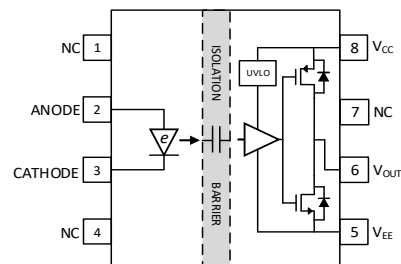 NC 1
ANODE 2
CATHODE 3
NC 4
e
ISOLATION
BARRIER
UVLO
8 VCC
7 NC
6 VOUT
5 VEE